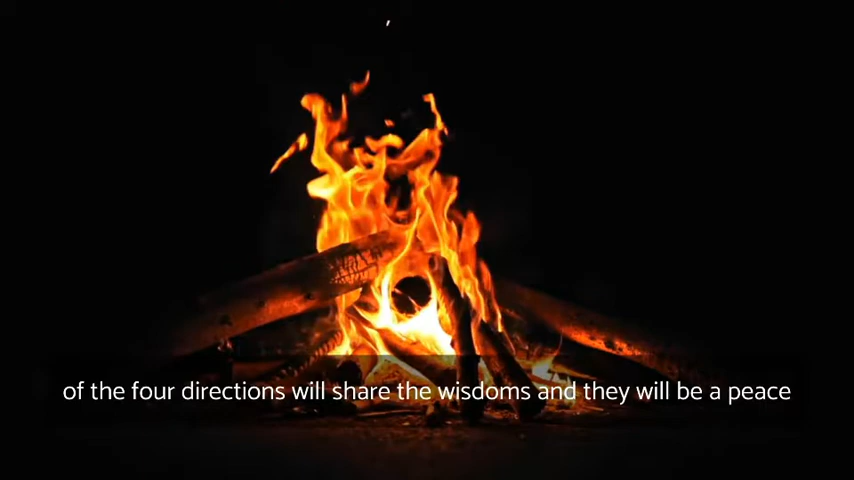 of the four directions will share the wisdoms and they will be a peace